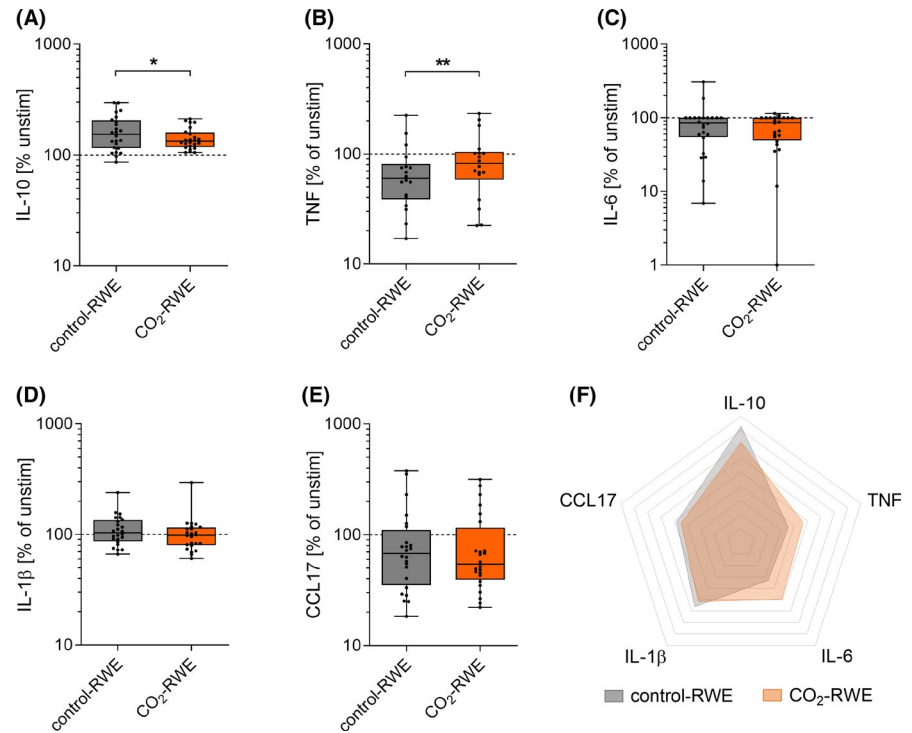 (A)
1000
100
10
IL-10 [% unstim]
*
control-RWE
CO₂-RWE
(B)
1000
100
10
TNF [% of unstim]
**
control-RWE
CO₂-RWE
(C)
1000
100
10
1
IL-6 [% of unstim]
control-RWE
CO₂-RWE
(D)
1000
100
10
IL-1β [% of unstim]
control-RWE
CO₂-RWE
(E)
1000
100
10
CCL17 [% of unstim]
control-RWE
CO₂-RWE
(F)
IL-10
CCL17
TNF
IL-1β
IL-6
control-RWE
CO₂-RWE